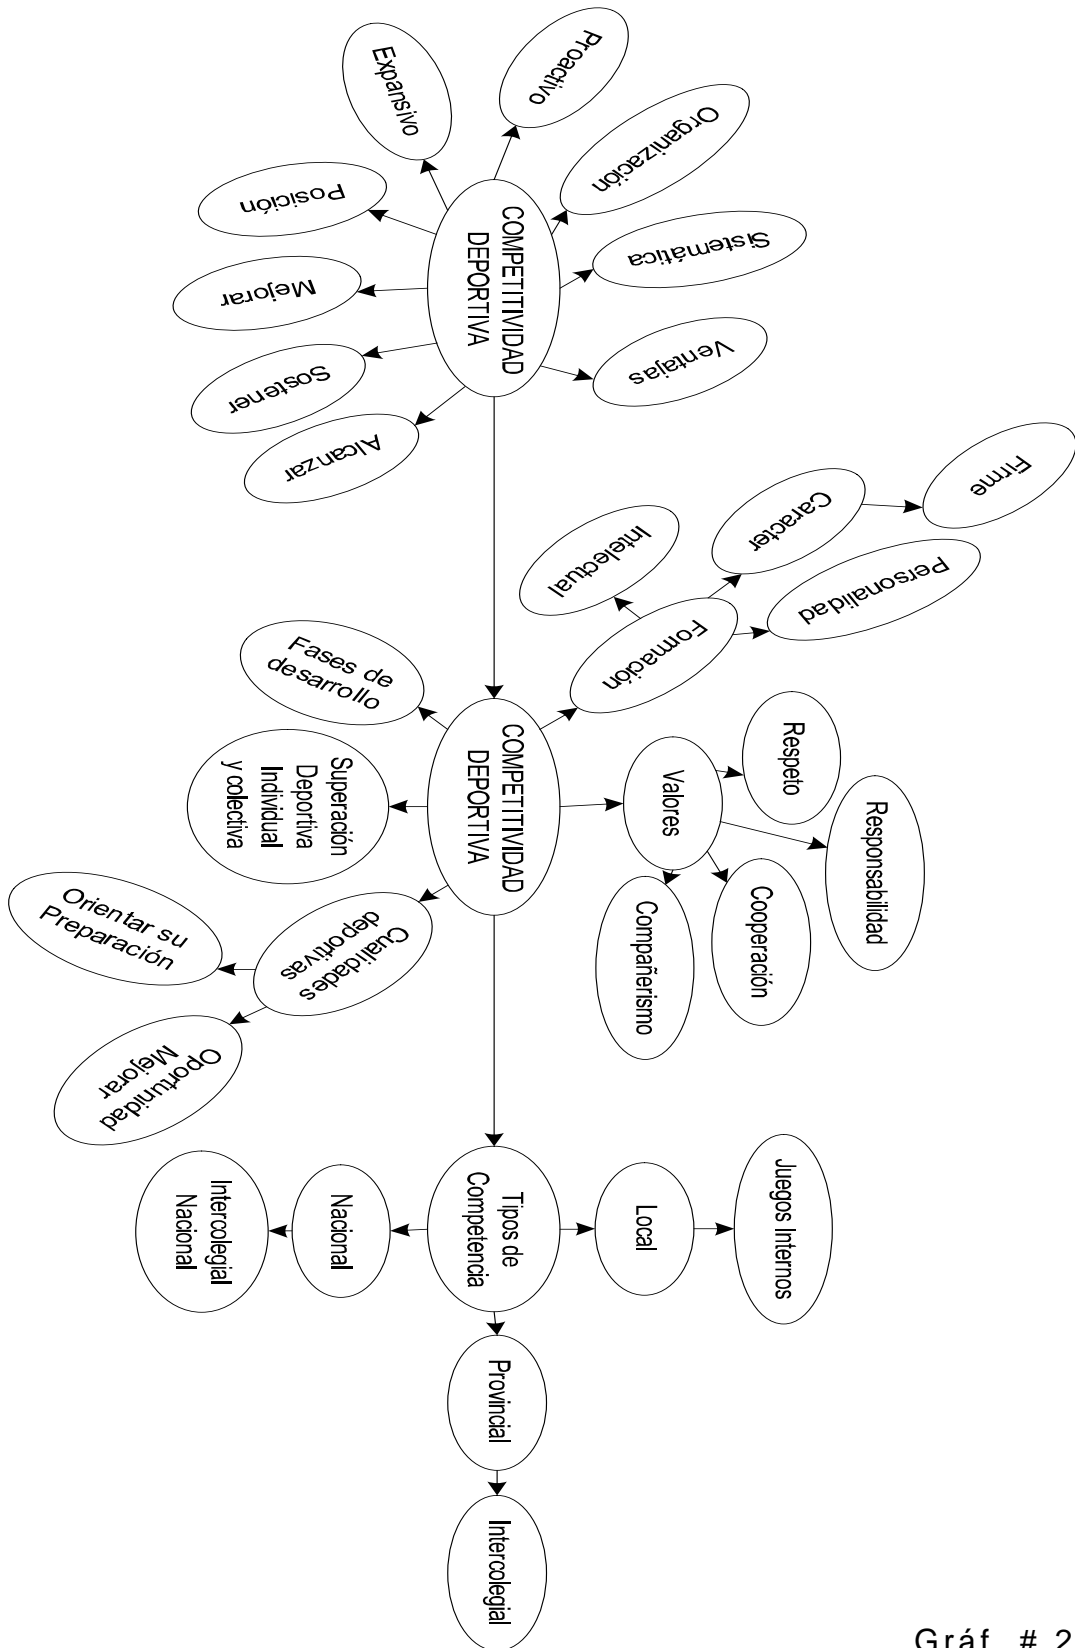 Expansivo
Proactivo
Organización
Posición
COMPETITIVIDAD
DEPORTIVA
Sistemática
Mejorar
Ventajas
Sostener
Alcanzar
Firme
Caracter
Intelectual
Personalidad
Formación
Fases de
desarrollo
COMPETITIVIDAD
DEPORTIVA
Superación
Deportiva
Individual
y colectiva
Valores
Respeto
Responsabilidad
Cooperación
Compañerismo
Cualidades
deportivas
Orientar su
Preparación
Oportunidad
Mejorar
Tipos de
Competencia
Local
Juegos Internos
Nacional
Intercolegial
Nacional
Provincial
Intercolegial
Gráf. # 2